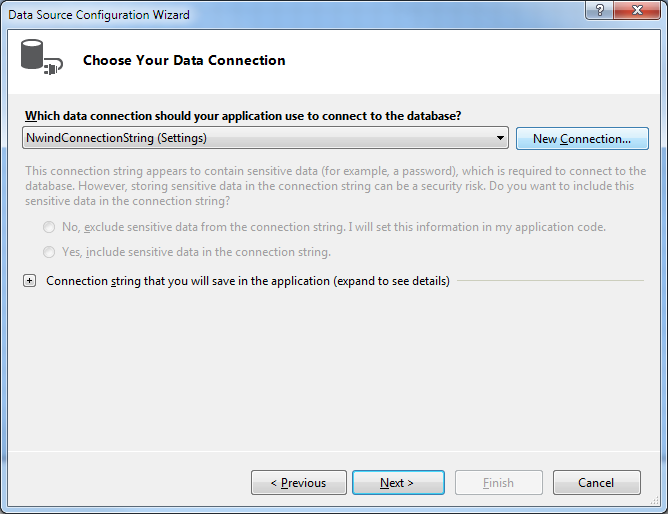 Data Source Configuration Wizard
?
Choose Your Data Connection
Which data connection should your application use to connect to the database?
NwindConnectionString (Settings)
New Connection...
This connection string appears to contain sensitive data (for example, a password), which is required to connect to the
database. However, storing sensitive data in the connection string can be a security risk. Do you want to include this
sensitive data in the connection string?
No, exclude sensitive data from the connection string. I will set this information in my application code.
Yes, include sensitive data in the connection string.
Connection string that you will save in the application (expand to see details)
< Previous
Next >
Finish
Cancel